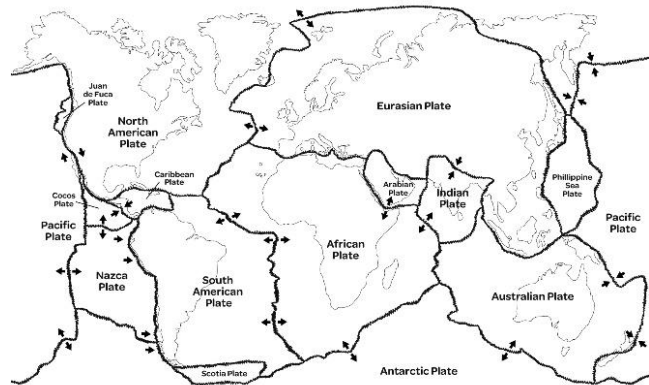 Juan
de Fuca
Plate
North
American
Plate
Eurasian Plate
Caribbean
Plate
Cocos
Plate
Arabian
Plate
Indian
Plate
Phillippine
Sea
Plate
Pacific
Plate
Pacific
Plate
Nazca
Plate
South
American
Plate
African
Plate
Australian Plate
Scotia Plate
Antarctic Plate